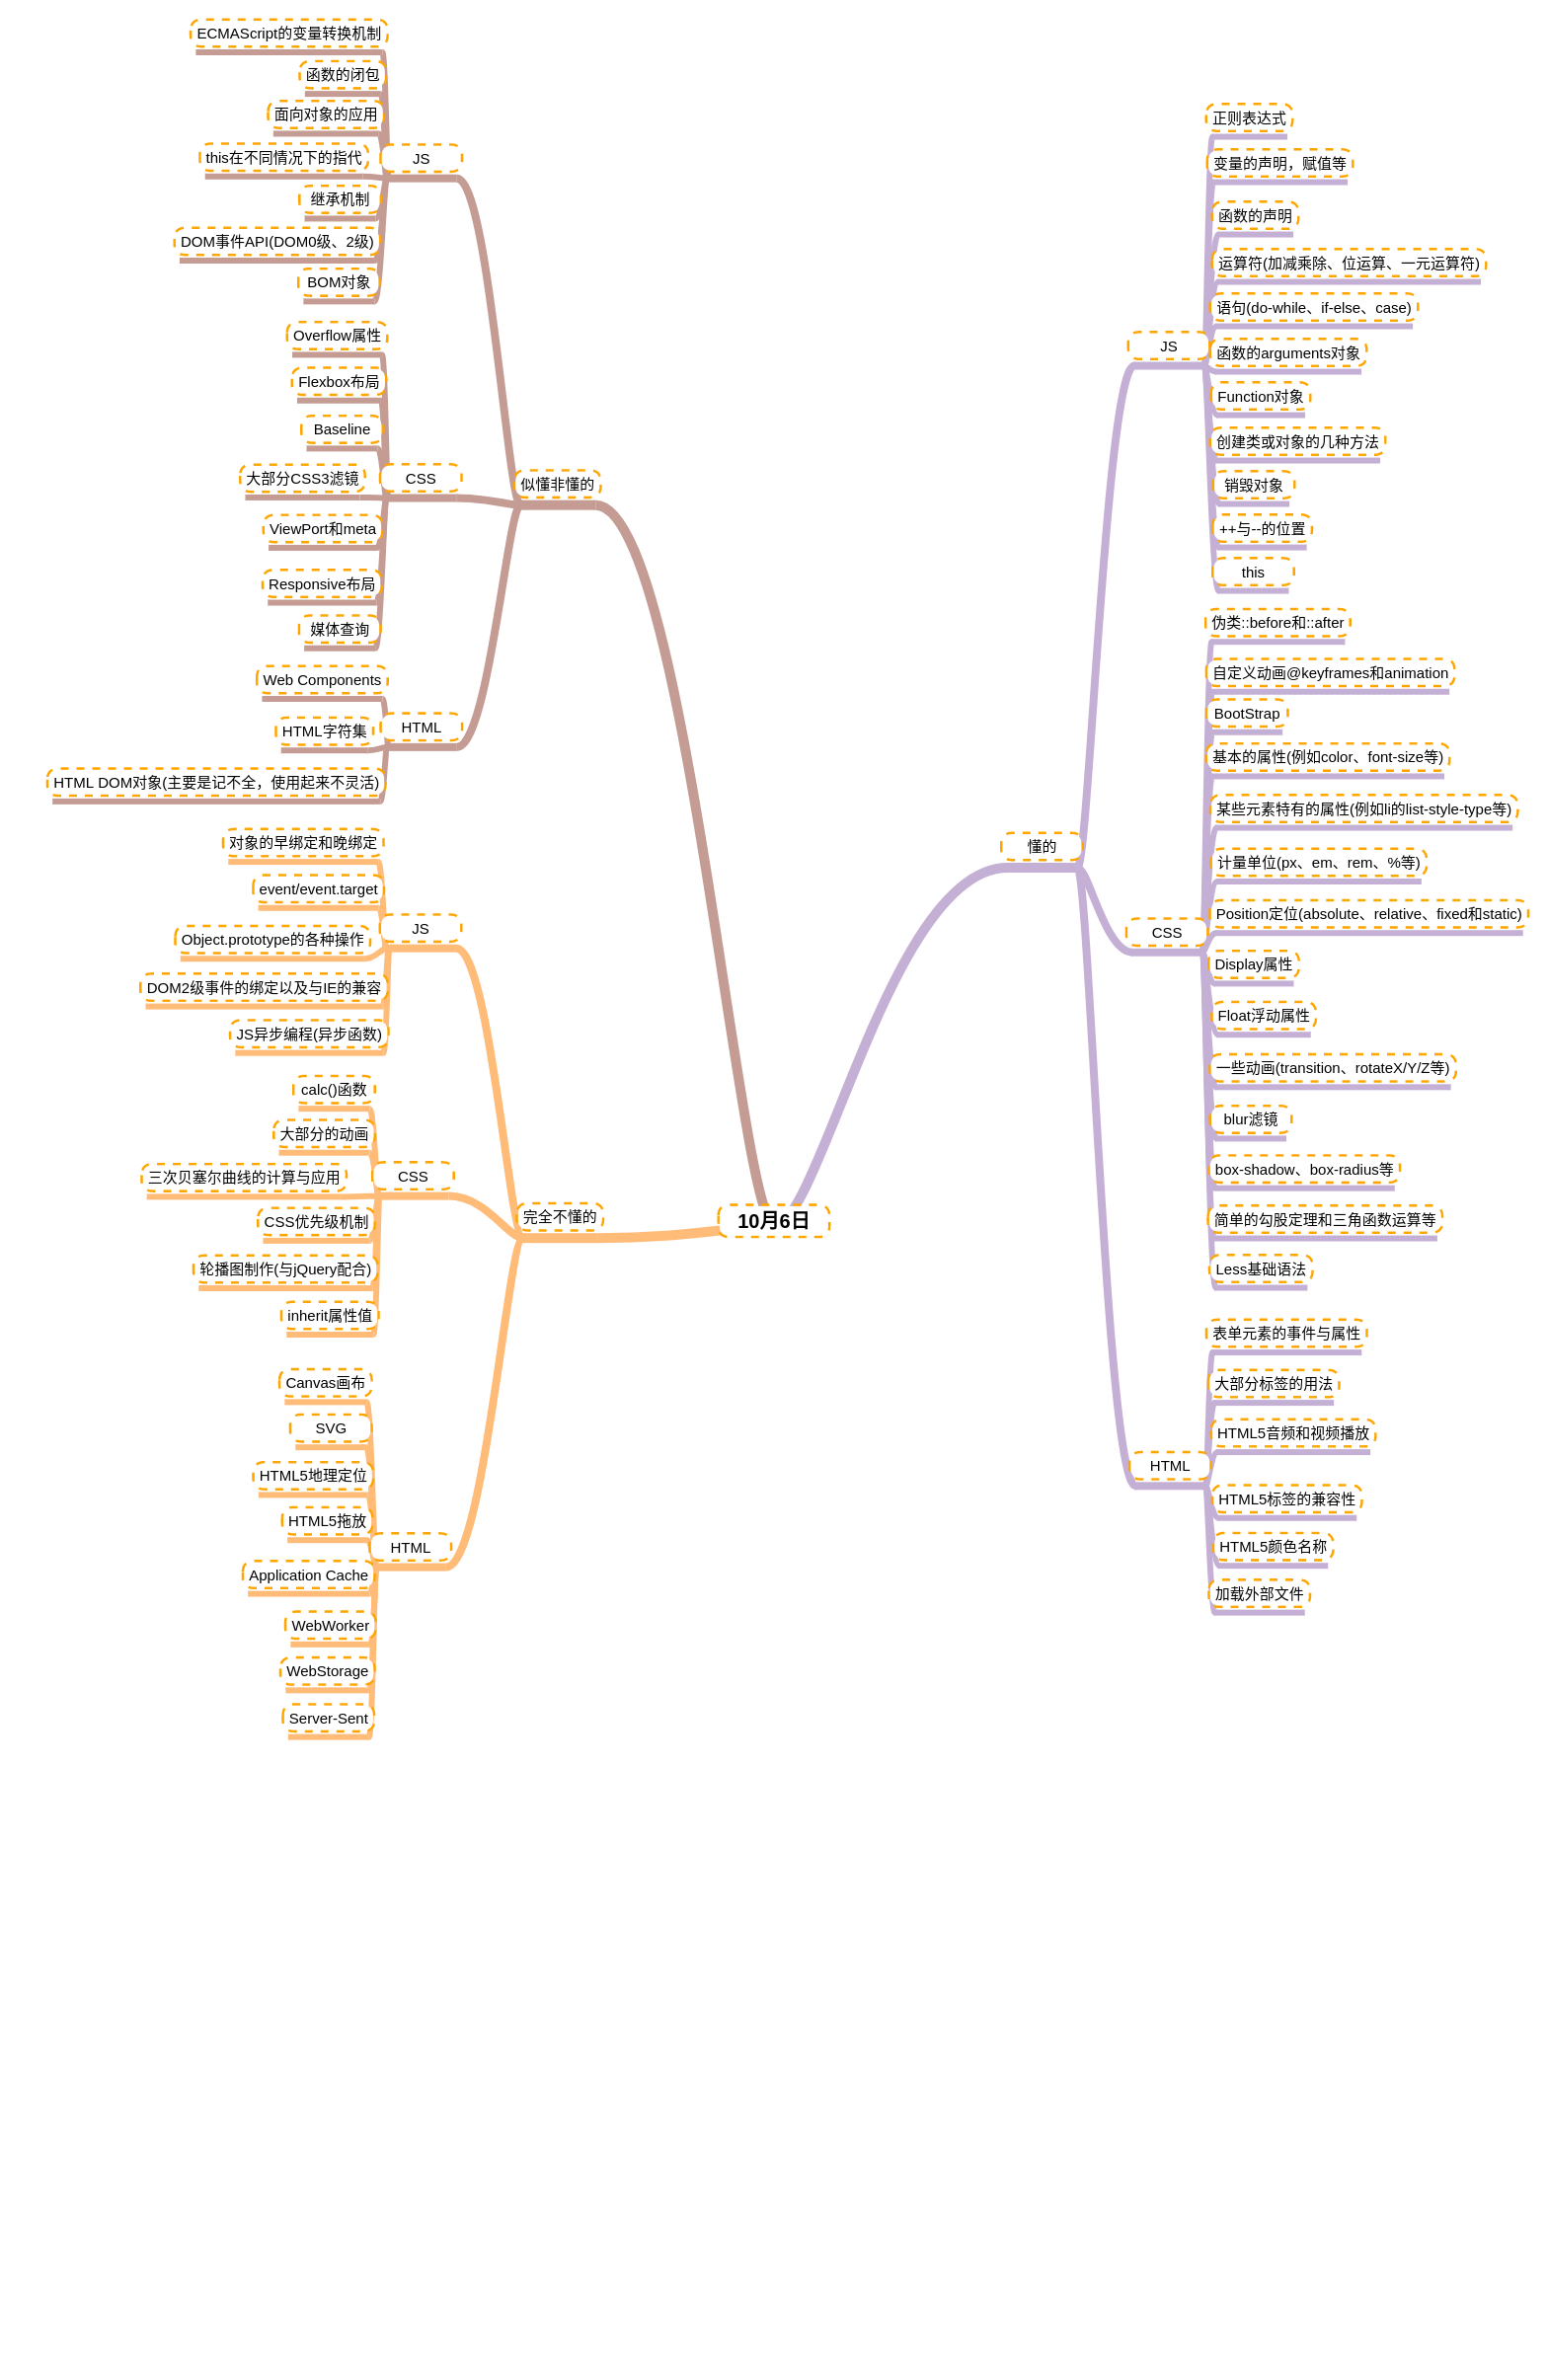 10月6日
似懂非懂的
JS
ECMAScript的变量转换机制
函数的闭包
面向对象的应用
this在不同情况下的指代
继承机制
DOM事件API(DOM0级、2级)
BOM对象
CSS
Overflow属性
Flexbox布局
Baseline
大部分CSS3滤镜
ViewPort和meta
Responsive布局
媒体查询
HTML
Web Components
HTML字符集
HTML DOM对象(主要是记不全，使用起来不灵活)
完全不懂的
JS
对象的早绑定和晚绑定
event/event.target
Object.prototype的各种操作
DOM2级事件的绑定以及与IE的兼容
JS异步编程(异步函数)
CSS
calc()函数
大部分的动画
三次贝塞尔曲线的计算与应用
CSS优先级机制
轮播图制作(与jQuery配合)
inherit属性值
HTML
Canvas画布
SVG
HTML5地理定位
HTML5拖放
Application Cache
WebWorker
WebStorage
Server-Sent
懂的
JS
正则表达式
变量的声明，赋值等
函数的声明
运算符(加减乘除、位运算、一元运算符)
语句(do-while、if-else、case)
函数的arguments对象
Function对象
创建类或对象的几种方法
销毁对象
++与--的位置
this
CSS
伪类::before和::after
自定义动画@keyframes和animation
BootStrap
基本的属性(例如color、font-size等)
某些元素特有的属性(例如li的list-style-type等)
计量单位(px、em、rem、%等)
Position定位(absolute、relative、fixed和static)
Display属性
Float浮动属性
一些动画(transition、rotateX/Y/Z等)
blur滤镜
box-shadow、box-radius等
简单的勾股定理和三角函数运算等
Less基础语法
HTML
表单元素的事件与属性
大部分标签的用法
HTML5音频和视频播放
HTML5标签的兼容性
HTML5颜色名称
加载外部文件